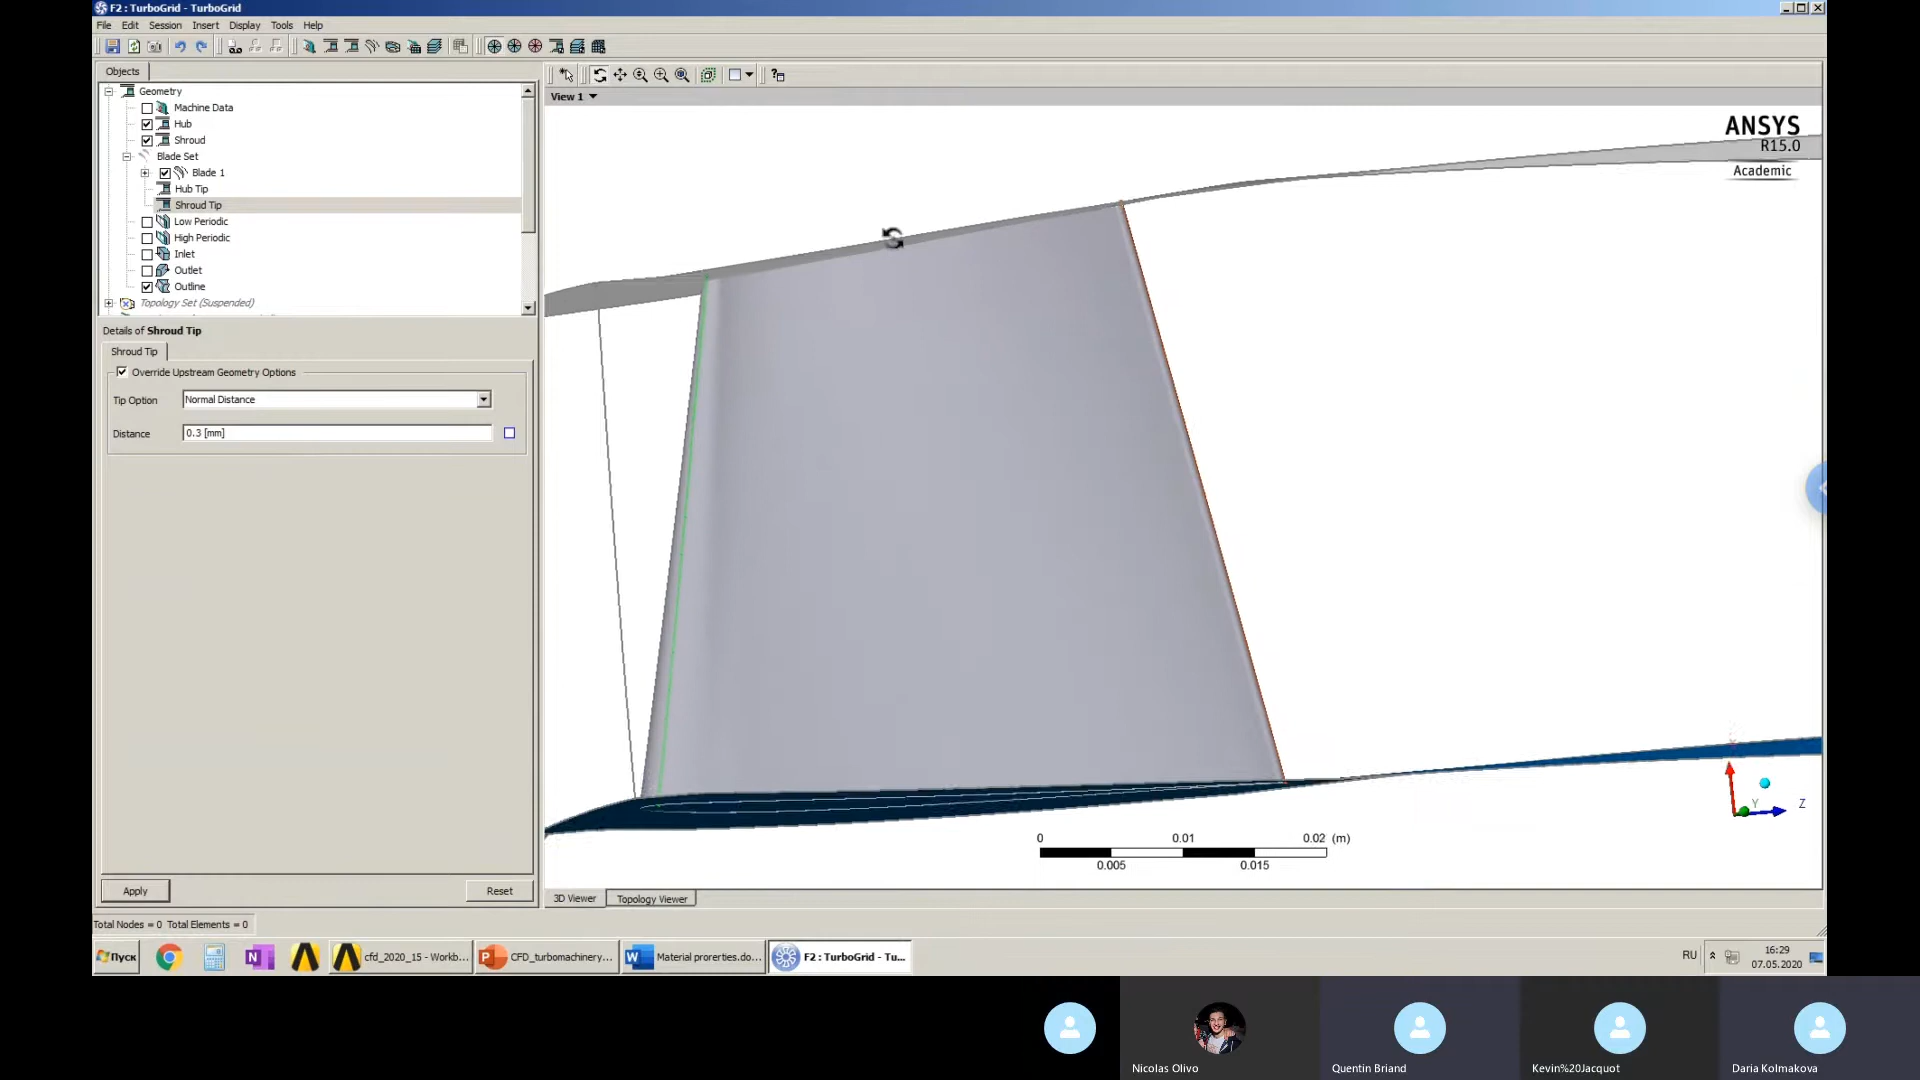 F2 : TurboGrid - TurboGrid
File Edit Session Insert Display Tools Help
Objects
Geometry
Machine Data
Hub
Shroud
Blade Set
Blade 1
Hub Tip
Shroud Tip
Low Periodic
High Periodic
Inlet
Outlet
Outline
Topology Set (Suspended)
Details of Shroud Tip
Shroud Tip
Override Upstream Geometry Options
Tip Option Normal Distance
Distance 0.3 [mm]
Apply Reset
View 1
ANSYS
R15.0
Academic
Y Z
0 0.01 0.02 (m)
0.005 0.015
3D Viewer Topology Viewer
Total Nodes = 0 Total Elements = 0
Пуск cfd_2020_15 - Workb... CFD_turbomachinery... Material prorerties.do... F2 : TurboGrid - Tu...
RU 16:29
07.05.2020
Nicolas Olivo Quentin Briand Kevin%20Jacquot Daria Kolmakova